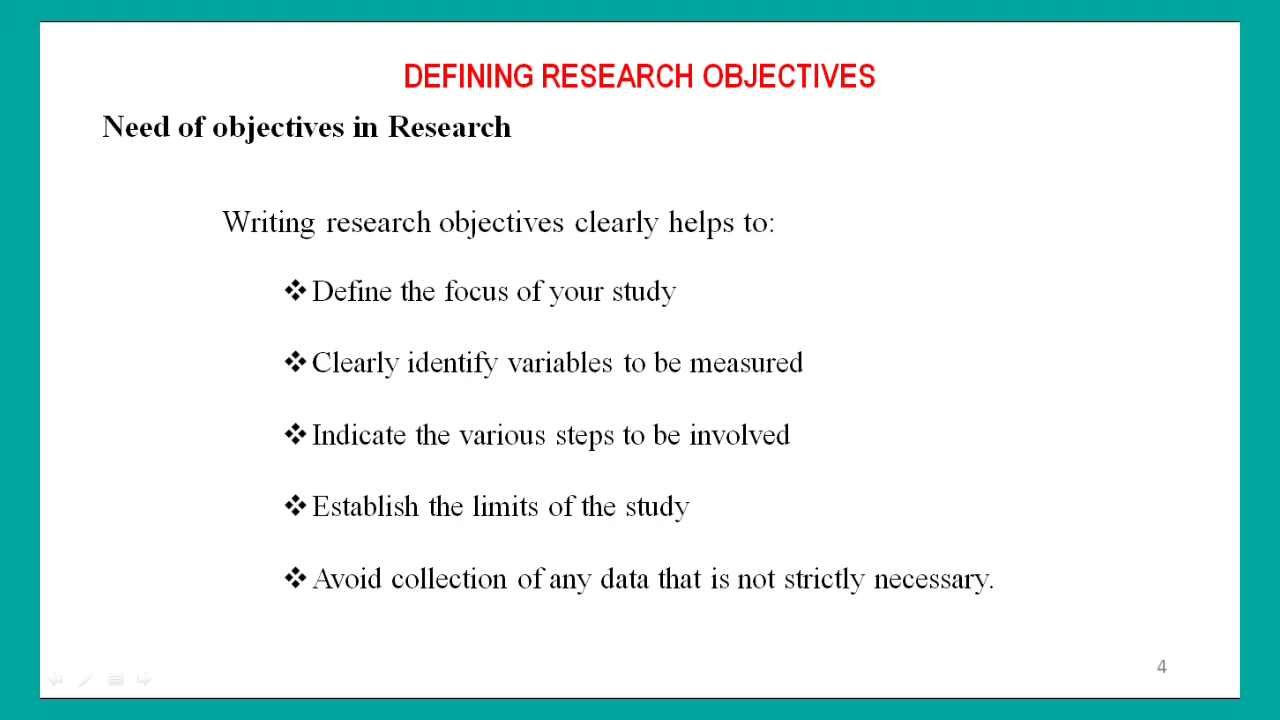 DEFINING RESEARCH OBJECTIVES
Need of objectives in Research
Writing research objectives clearly helps to:
❖Define the focus of your study
❖Clearly identify variables to be measured
❖Indicate the various steps to be involved
❖Establish the limits of the study
❖Avoid collection of any data that is not strictly necessary.
4